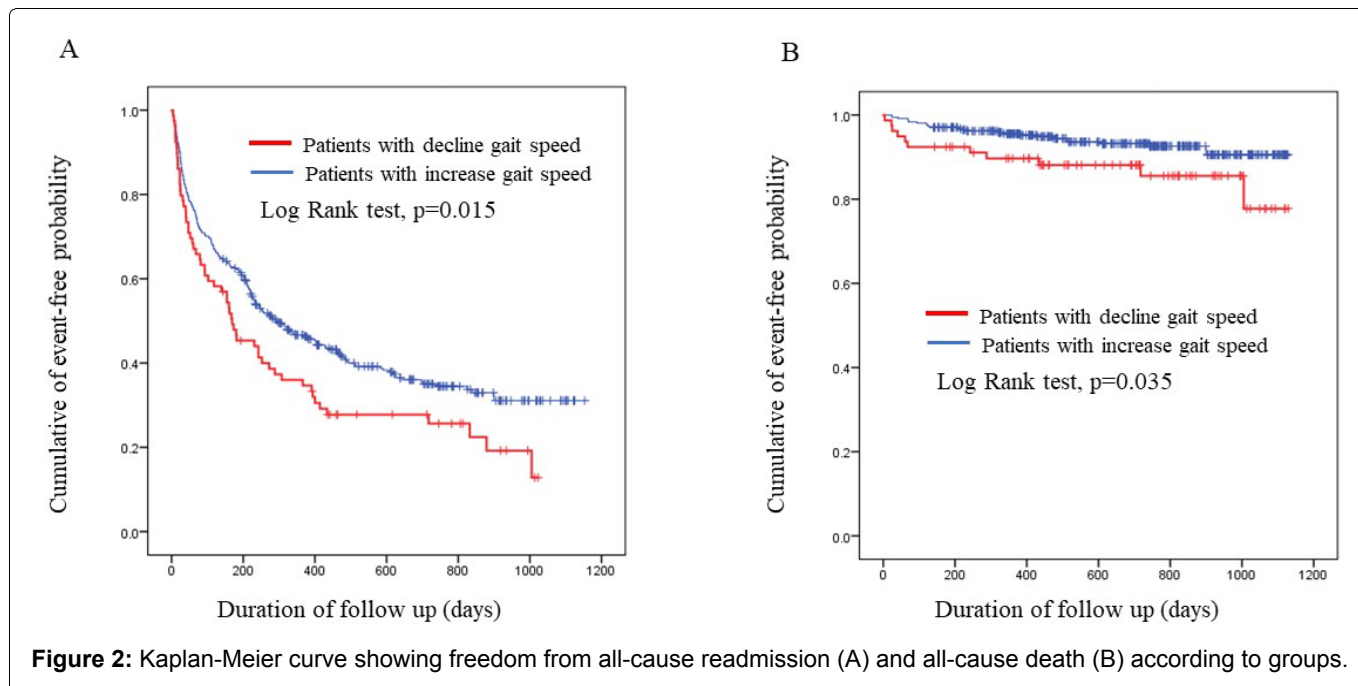 A
Cumulative of event-free probability
1.0
0.8
0.6
0.4
0.2
0.0
Patients with decline gait speed
Patients with increase gait speed
Log Rank test, p=0.015
0 200 400 600 800 1000 1200
Duration of follow up (days)
B
Cumulative of event-free probability
1.0
0.8
0.6
0.4
0.2
0.0
Patients with decline gait speed
Patients with increase gait speed
Log Rank test, p=0.035
0 200 400 600 800 1000 1200
Duration of follow up (days)
Figure 2: Kaplan-Meier curve showing freedom from all-cause readmission (A) and all-cause death (B) according to groups.